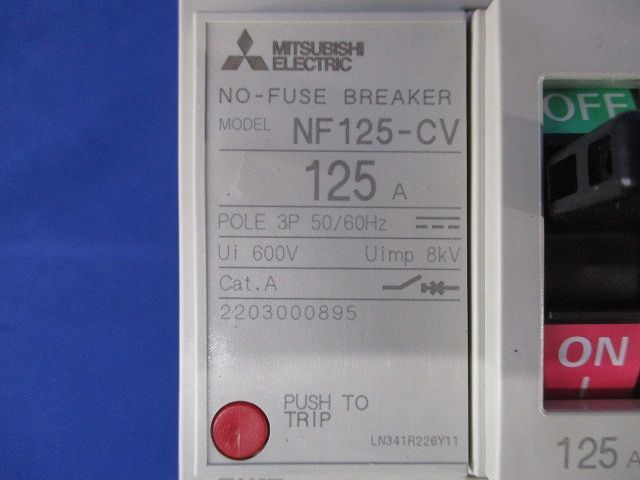 MITSUBISHI
ELECTRIC
NO-FUSE BREAKER
MODEL NF125-CV
125 A
POLE 3P 50/60Hz
Ui 600V Uimp 8kV
Cat.A
2203000895
PUSH TO
TRIP
LN341R226Y11
OFF
ON
I
125 A